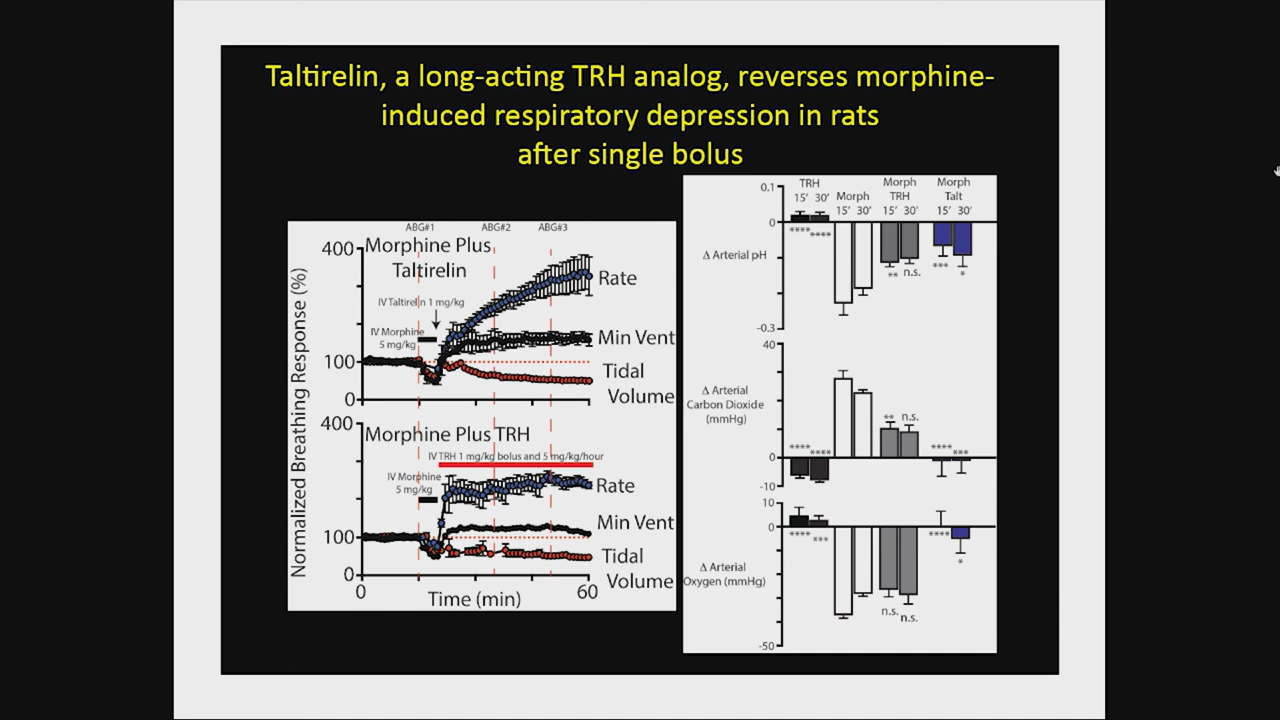 Taltirelin, a long-acting TRH analog, reverses morphine-
induced respiratory depression in rats
after single bolus
ABG#1 ABG#2 ABG#3
Normalized Breathing Response (%)
400
Morphine Plus
Taltirelin
Rate
IV Taltirelin 1 mg/kg
IV Morphine
5 mg/kg
Min Vent
100
Tidal
Volume
0
400
Morphine Plus TRH
IV TRH 1 mg/kg bolus and 5 mg/kg/hour
IV Morphine
5 mg/kg
Rate
Min Vent
100
Tidal
Volume
0
0 60
Time (min)
TRH
15' 30'
Morph
15' 30'
Morph
TRH
15' 30'
Morph
Talt
15' 30'
0.1
0
**** ****
Δ Arterial pH
** n.s.
*** *
-0.3
40
Δ Arterial
Carbon Dioxide
(mmHg)
** n.s.
**** ****
**** ***
0
-10
10
0
**** ***
**** *
Δ Arterial
Oxygen (mmHg)
n.s. n.s.
-50